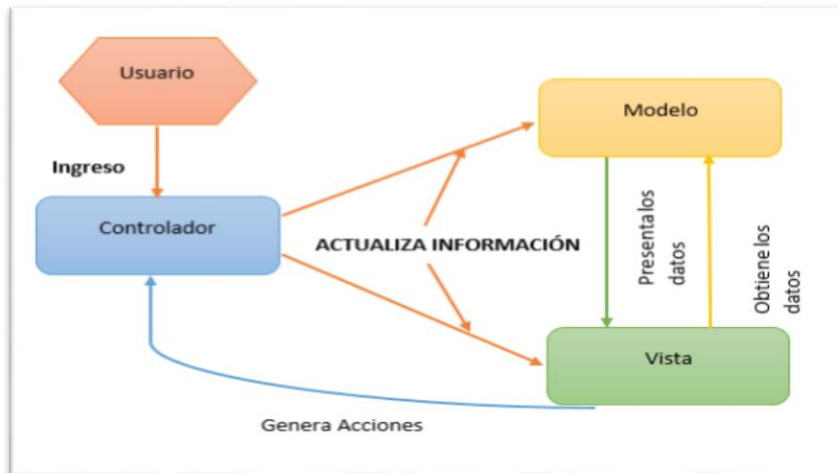 Usuario
Modelo
Ingreso
Controlador
ACTUALIZA INFORMACIÓN
Presenta los
datos
Obtiene los
datos
Vista
Genera Acciones